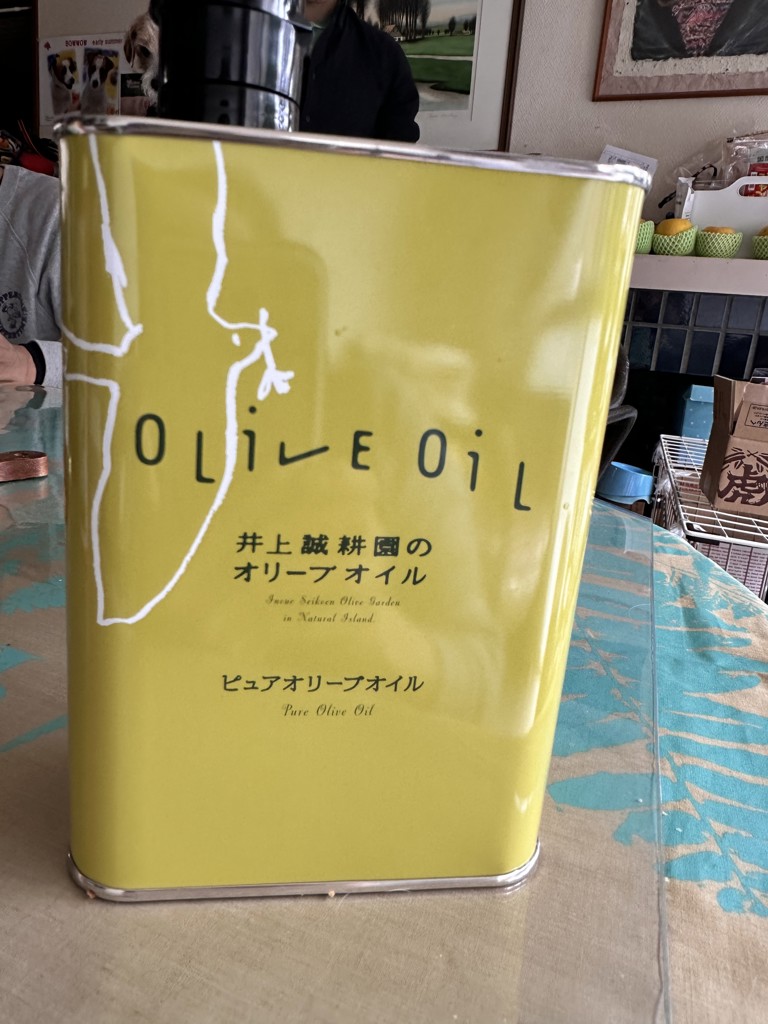 OLiVE OiL
井上誠耕園の
オリーブオイル
Inoue Seikoen Olive Garden
in Natural Island.
ピュアオリーブオイル
Pure Olive Oil